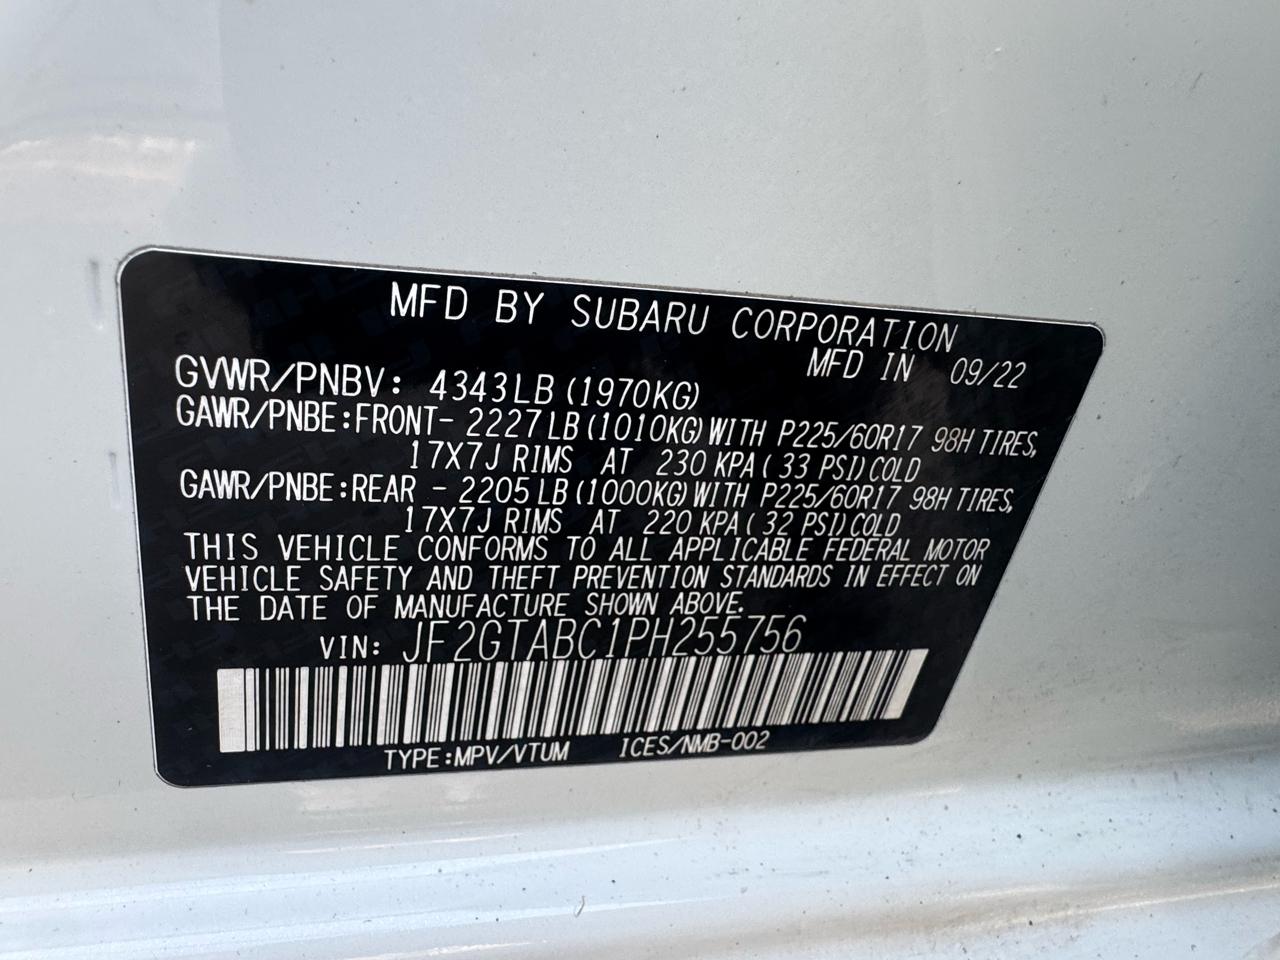 MFD BY SUBARU CORPORATION
MFD IN 09/22
GVWR/PNBV: 4343LB (1970KG)
GAWR/PNBE:FRONT- 2227LB (1010KG) WITH P225/60R17 98H TIRES,
17X7J RIMS AT 230 KPA ( 33 PSI) COLD
GAWR/PNBE:REAR - 2205LB (1000KG) WITH P225/60R17 98H TIRES,
17X7J RIMS AT 220 KPA ( 32 PSI) COLD
THIS VEHICLE CONFORMS TO ALL APPLICABLE FEDERAL MOTOR
VEHICLE SAFETY AND THEFT PREVENTION STANDARDS IN EFFECT ON
THE DATE OF MANUFACTURE SHOWN ABOVE.
VIN: JF2GTABC1PH255756
TYPE:MPV/VTUM ICES/NMB-002